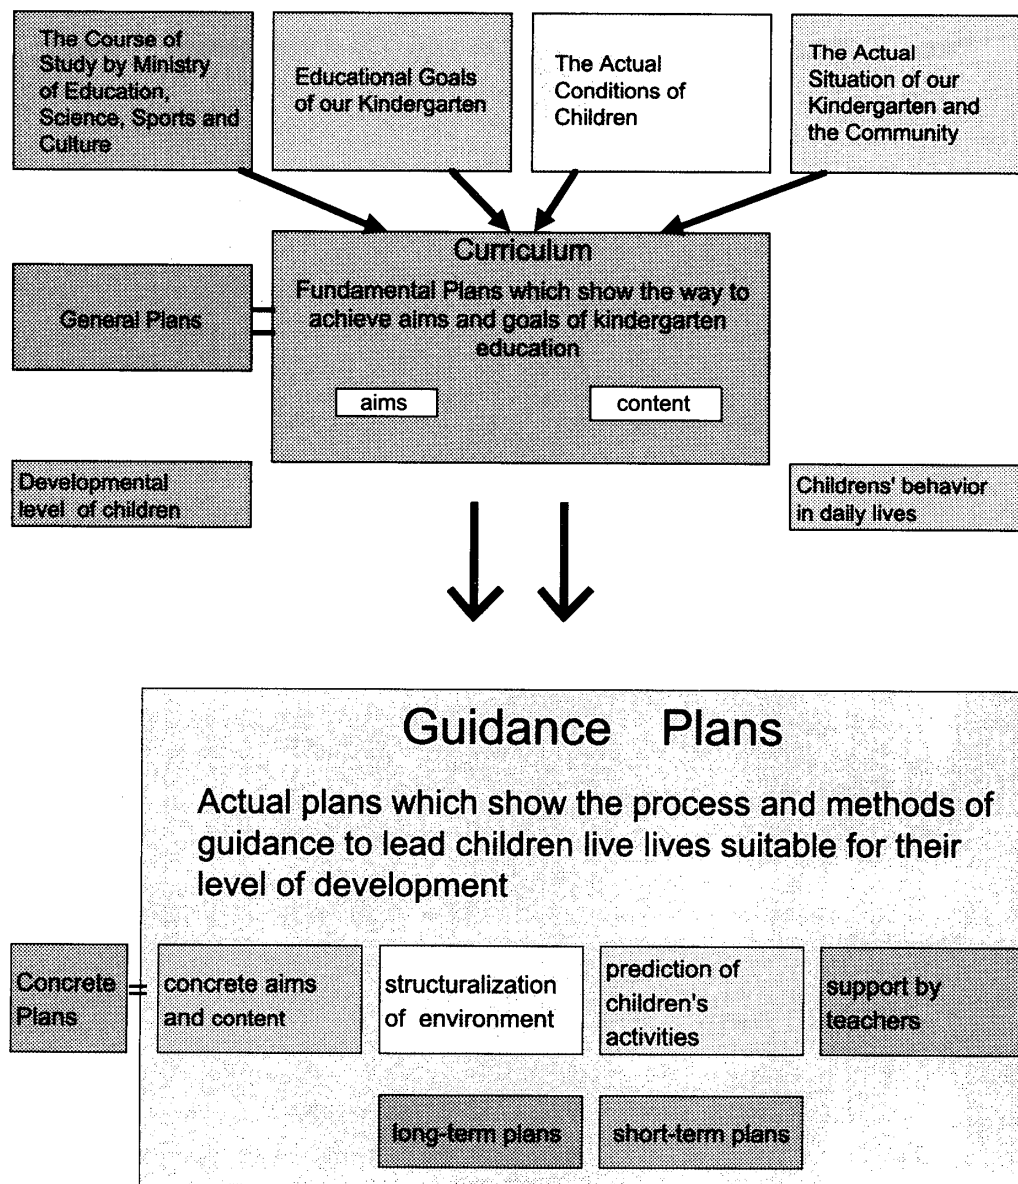 The Course of
Study by Ministry
of Education,
Science, Sports and
Culture
Educational Goals
of our Kindergarten
The Actual
Conditions of
Children
The Actual
Situation of our
Kindergarten and
the Community
Curriculum
Fundamental Plans which show the way to
achieve aims and goals of kindergarten
education
General Plans
aims
content
Developmental
level of children
Childrens' behavior
in daily lives
Guidance Plans
Actual plans which show the process and methods of
guidance to lead children live lives suitable for their
level of development
Concrete
Plans
=
concrete aims
and content
structuralization
of environment
prediction of
children's
activities
support by
teachers
long-term plans
short-term plans